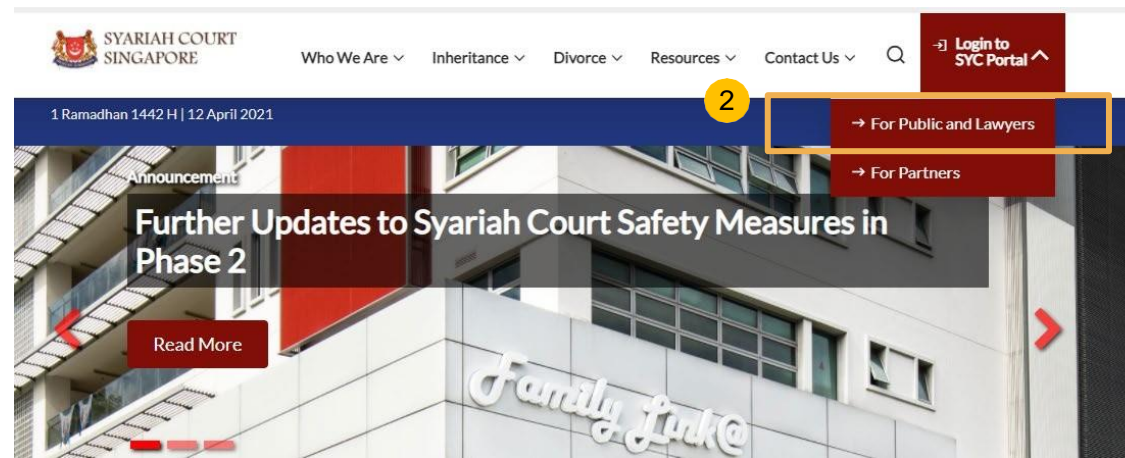 SYARIAH COURT
SINGAPORE
Who We Are
Inheritance
Divorce
Resources
Contact Us
Login to
SYC Portal
2
1 Ramadhan 1442 H | 12 April 2021
→ For Public and Lawyers
→ For Partners
Announcement
Further Updates to Syariah Court Safety Measures in
Phase 2
Read More
Family Link@